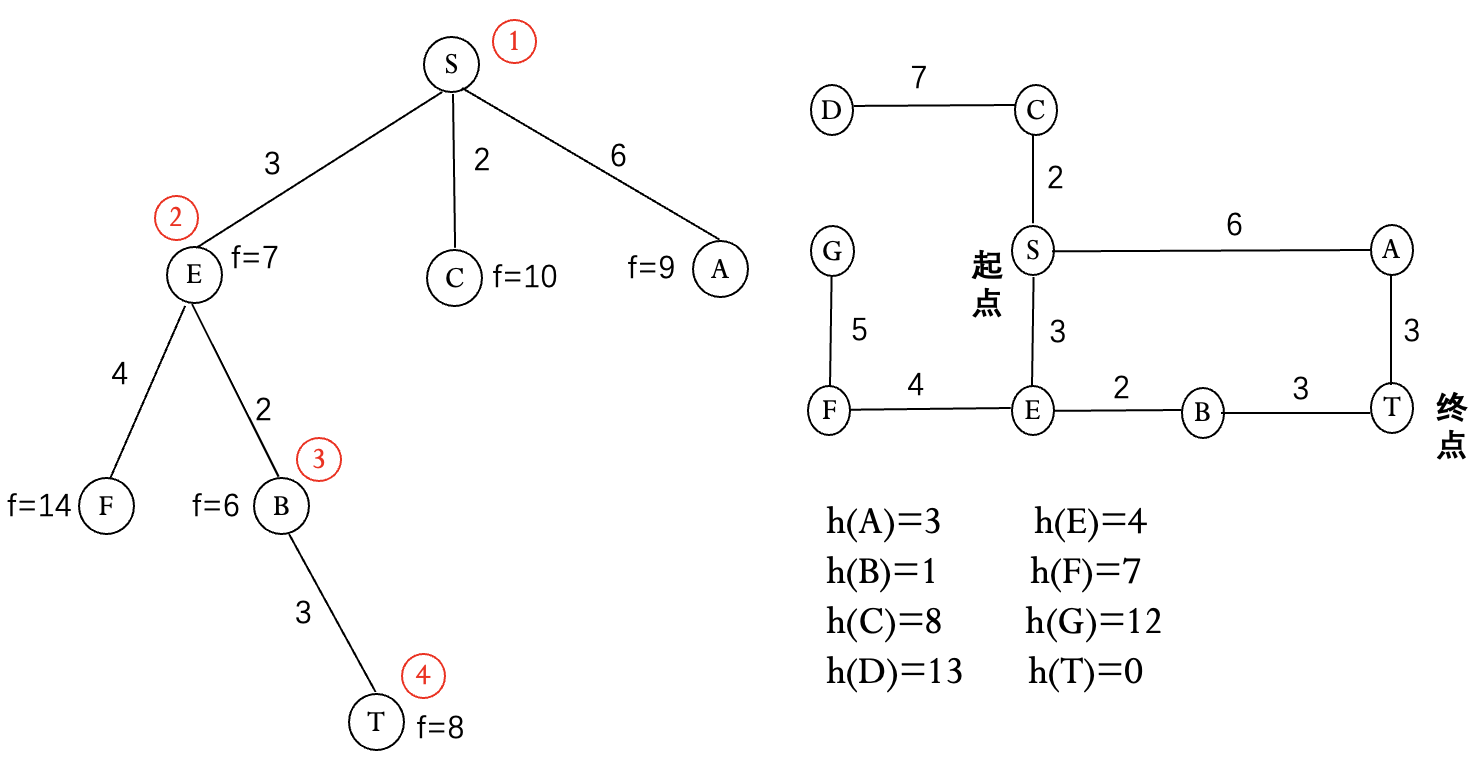 S ①
3 2 6
② E f=7
C f=10
f=9 A
4 2
f=14 F
f=6 B ③
3
④
T f=8
D 7 C
2
G S 6 A
起
点
5 3 3
F 4 E 2 B 3 T
终
点
h(A)=3 h(E)=4
h(B)=1 h(F)=7
h(C)=8 h(G)=12
h(D)=13 h(T)=0